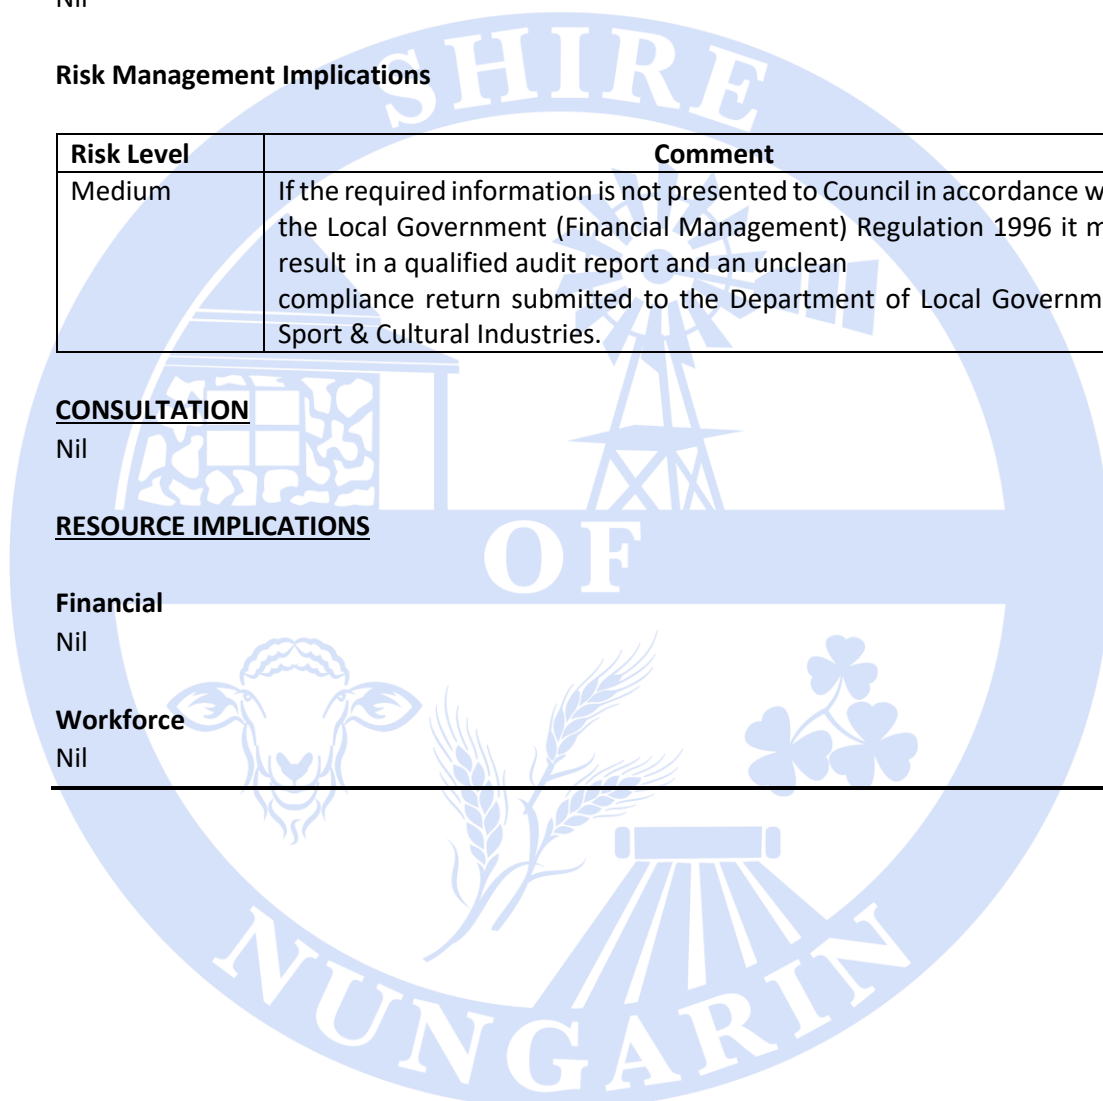 Nil
Risk Management Implications
Risk Level Comment
Medium If the required information is not presented to Council in accordance w
the Local Government (Financial Management) Regulation 1996 it m
result in a qualified audit report and an unclean
compliance return submitted to the Department of Local Governm
Sport & Cultural Industries.
CONSULTATION
Nil
RESOURCE IMPLICATIONS
Financial
Nil
Workforce
Nil
SHIRE
OF
NUNGARIN